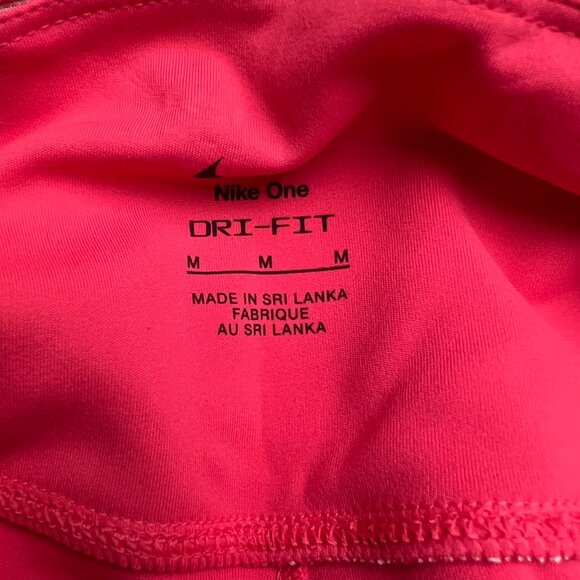 Nike One
DRI-FIT
M M M
MADE IN SRI LANKA
FABRIQUE
AU SRI LANKA